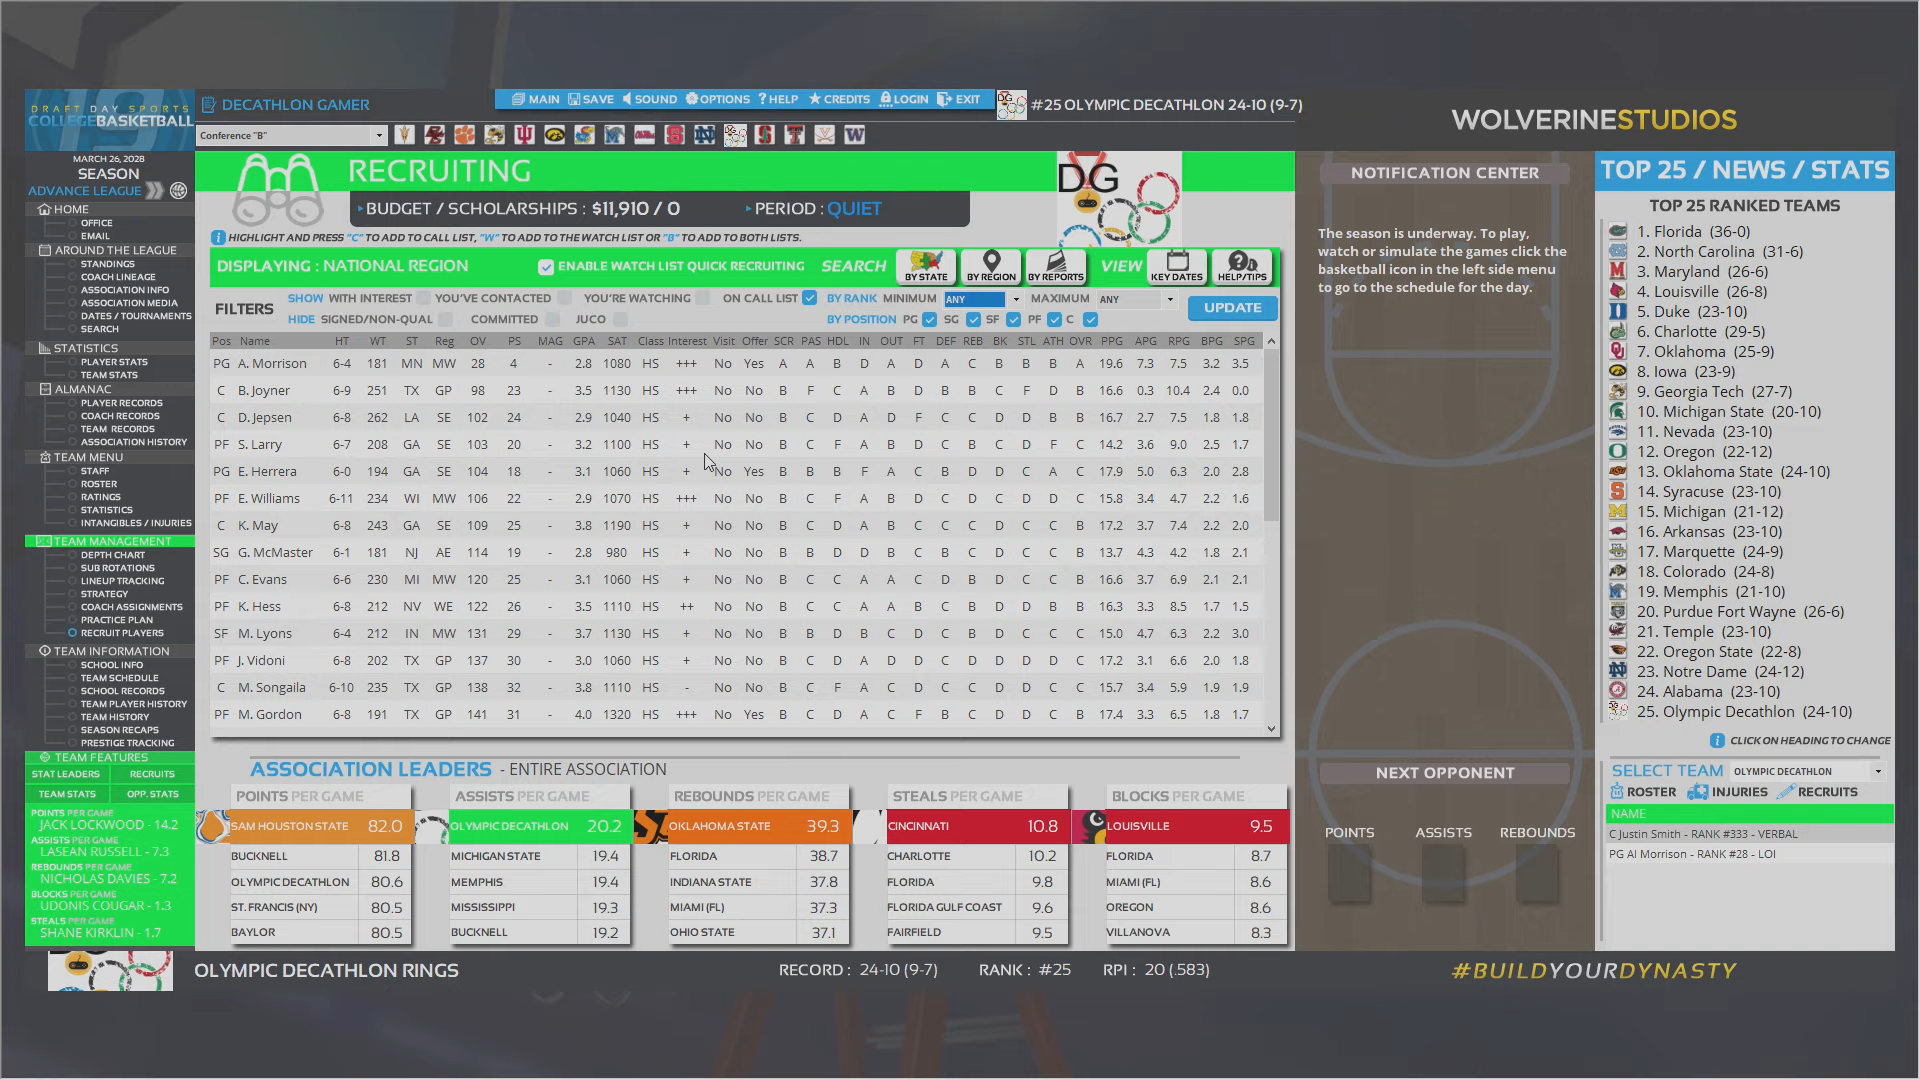 DRAFT DAY SPORTS
COLLEGEBASKETBALL
DECATHLON GAMER
MAIN SAVE SOUND OPTIONS HELP CREDITS LOGIN EXIT
#25 OLYMPIC DECATHLON 24-10 (9-7)
Conference "B"
WOLVERINESTUDIOS
MARCH 26, 2028
SEASON
ADVANCE LEAGUE
HOME
OFFICE
EMAIL
AROUND THE LEAGUE
STANDINGS
COACH LINEAGE
ASSOCIATION INFO
ASSOCIATION MEDIA
DATES / TOURNAMENTS
SEARCH
STATISTICS
PLAYER STATS
TEAM STATS
ALMANAC
PLAYER RECORDS
COACH RECORDS
TEAM RECORDS
ASSOCIATION HISTORY
TEAM MENU
STAFF
ROSTER
RATINGS
STATISTICS
INTANGIBLES / INJURIES
TEAM MANAGEMENT
DEPTH CHART
SUB ROTATIONS
LINEUP TRACKING
STRATEGY
COACH ASSIGNMENTS
PRACTICE PLAN
RECRUIT PLAYERS
TEAM INFORMATION
SCHOOL INFO
TEAM SCHEDULE
SCHOOL RECORDS
TEAM PLAYER HISTORY
TEAM HISTORY
SEASON RECAPS
PRESTIGE TRACKING
TEAM FEATURES
STAT LEADERS RECRUITS
TEAM STATS OPP. STATS
POINTS PER GAME
JACK LOCKWOOD - 14.2
ASSISTS PER GAME
LASEAN RUSSELL - 7.3
REBOUNDS PER GAME
NICHOLAS DAVIES - 7.2
BLOCKS PER GAME
UDONIS COUGAR - 1.3
STEALS PER GAME
SHANE KIRKLIN - 1.7
RECRUITING
DG
BUDGET / SCHOLARSHIPS : $11,910 / 0 PERIOD : QUIET
HIGHLIGHT AND PRESS "C" TO ADD TO CALL LIST, "W" TO ADD TO THE WATCH LIST OR "B" TO ADD TO BOTH LISTS.
DISPLAYING : NATIONAL REGION ENABLE WATCH LIST QUICK RECRUITING SEARCH BY STATE BY REGION BY REPORTS VIEW KEY DATES HELP/TIPS
FILTERS
SHOW WITH INTEREST YOU'VE CONTACTED YOU'RE WATCHING ON CALL LIST BY RANK MINIMUM ANY MAXIMUM ANY
HIDE SIGNED/NON-QUAL COMMITTED JUCO BY POSITION PG SG SF PF C
UPDATE
Pos Name HT WT ST Reg OV PS MAG GPA SAT Class Interest Visit Offer SCR PAS HDL IN OUT FT DEF REB BK STL ATH OVR PPG APG RPG BPG SPG
PG A. Morrison 6-4 181 MN MW 28 4 - 2.8 1080 HS +++ No Yes A A B D A D A C B B B A 19.6 7.3 7.5 3.2 3.5
C B. Joyner 6-9 251 TX GP 98 23 - 3.5 1130 HS +++ No No B F C A B D B B C F D B 16.6 0.3 10.4 2.4 0.0
C D. Jepsen 6-8 262 LA SE 102 24 - 2.9 1040 HS + No No B C D A D F C C B D D C 16.7 2.7 7.5 1.8 1.8
PF S. Larry 6-7 208 GA SE 103 20 - 3.2 1100 HS + No No B C F A B D C B C D F C 14.2 3.6 9.0 2.5 1.7
PG E. Herrera 6-0 194 GA SE 104 18 - 3.1 1060 HS + No Yes B B B F A C B D D C A C 17.9 5.0 6.3 2.0 2.8
PF E. Williams 6-11 234 WI MW 106 22 - 2.9 1070 HS +++ No No B C F A B D C B C D D C 15.8 3.4 4.7 2.2 1.6
C K. May 6-8 243 GA SE 109 25 - 3.8 1190 HS + No No B C D A C B C C C C C B 17.2 3.7 7.4 2.2 2.0
SG G. McMaster 6-1 181 NJ AE 114 19 - 2.8 980 HS + No No B B D D B C B C D C B C 13.7 4.3 4.2 1.8 2.1
PF C. Evans 6-6 230 MI MW 120 25 - 3.1 1060 HS + No No B C C A A C D B D C C B 16.6 3.7 6.9 2.1 2.1
PF K. Hess 6-8 212 NV WE 122 26 - 3.5 1110 HS ++ No No B C C A A B C B D D B B 16.3 3.3 8.5 1.7 1.5
SF M. Lyons 6-4 212 IN MW 131 29 - 3.7 1130 HS + No No B B D B C D C C D B C C 15.0 4.7 6.3 2.2 3.0
PF J. Vidoni 6-8 202 TX GP 137 30 - 3.0 1060 HS + No No B C D A D D C D D D C C 17.2 3.1 6.6 2.0 1.8
C M. Songaila 6-10 235 TX GP 138 32 - 3.8 1110 HS - No No B C F A C D C C D D C C 15.7 3.4 5.9 1.9 1.9
PF M. Gordon 6-8 191 TX GP 141 31 - 4.0 1320 HS +++ No Yes B C D A C F B C D D C B 17.4 3.3 6.5 1.8 1.7
ASSOCIATION LEADERS - ENTIRE ASSOCIATION
POINTS PER GAME
SAM HOUSTON STATE 82.0
BUCKNELL 81.8
OLYMPIC DECATHLON 80.6
ST. FRANCIS (NY) 80.5
BAYLOR 80.5
ASSISTS PER GAME
OLYMPIC DECATHLON 20.2
MICHIGAN STATE 19.4
MEMPHIS 19.4
MISSISSIPPI 19.3
BUCKNELL 19.2
REBOUNDS PER GAME
OKLAHOMA STATE 39.3
FLORIDA 38.7
INDIANA STATE 37.8
MIAMI (FL) 37.3
OHIO STATE 37.1
STEALS PER GAME
CINCINNATI 10.8
CHARLOTTE 10.2
FLORIDA 9.8
FLORIDA GULF COAST 9.6
FAIRFIELD 9.5
BLOCKS PER GAME
LOUISVILLE 9.5
FLORIDA 8.7
MIAMI (FL) 8.6
OREGON 8.6
VILLANOVA 8.3
NOTIFICATION CENTER
The season is underway. To play,
watch or simulate the games click the
basketball icon in the left side menu
to go to the schedule for the day.
NEXT OPPONENT
POINTS ASSISTS REBOUNDS
TOP 25 / NEWS / STATS
TOP 25 RANKED TEAMS
1. Florida (36-0)
2. North Carolina (31-6)
3. Maryland (26-6)
4. Louisville (26-8)
5. Duke (23-10)
6. Charlotte (29-5)
7. Oklahoma (25-9)
8. Iowa (23-9)
9. Georgia Tech (27-7)
10. Michigan State (20-10)
11. Nevada (23-10)
12. Oregon (22-12)
13. Oklahoma State (24-10)
14. Syracuse (23-10)
15. Michigan (21-12)
16. Arkansas (23-10)
17. Marquette (24-9)
18. Colorado (24-8)
19. Memphis (21-10)
20. Purdue Fort Wayne (26-6)
21. Temple (23-10)
22. Oregon State (22-8)
23. Notre Dame (24-12)
24. Alabama (23-10)
25. Olympic Decathlon (24-10)
CLICK ON HEADING TO CHANGE
SELECT TEAM OLYMPIC DECATHLON
ROSTER INJURIES RECRUITS
NAME
C Justin Smith - RANK #333 - VERBAL
PG Al Morrison - RANK #28 - LOI
OLYMPIC DECATHLON RINGS RECORD : 24-10 (9-7) RANK : #25 RPI : 20 (.583)
#BUILDYOURDYNASTY